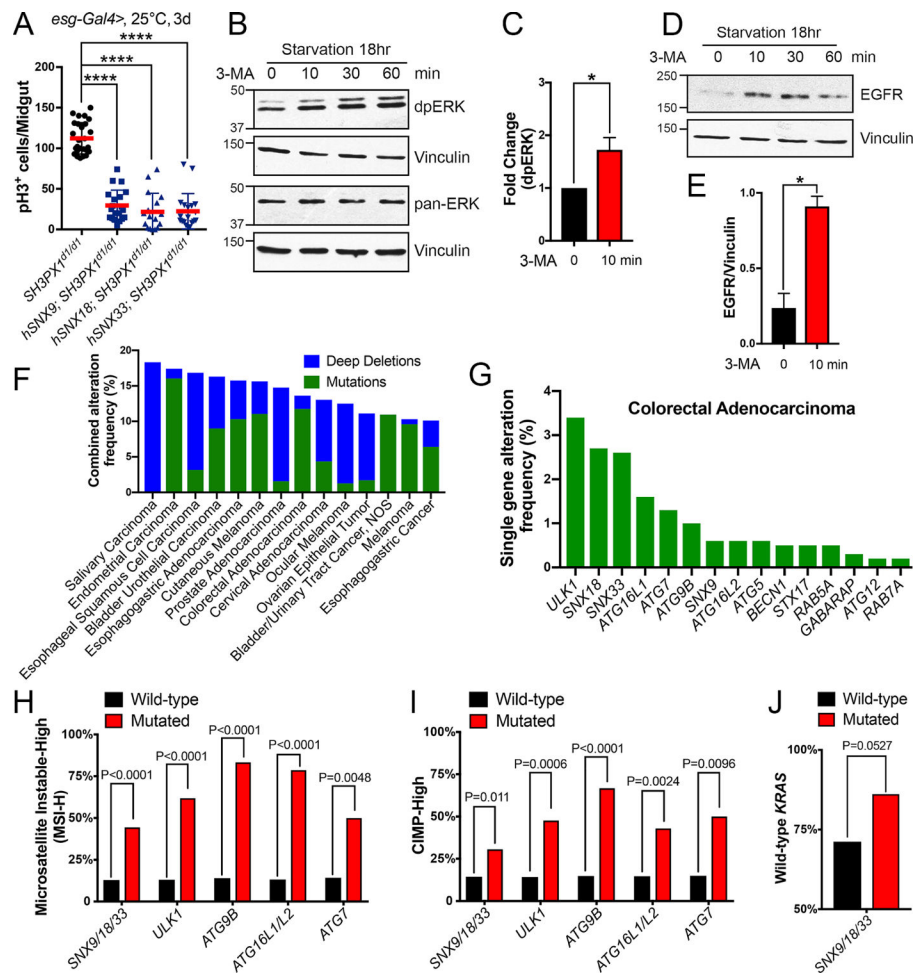 A
esg-Gal4>, 25°C, 3d
****
****
****
pH3+ cells/Midgut
200
150
100
50
0
SH3PX1d1/d1
hSNX9; SH3PX1d1/d1
hSNX18; SH3PX1d1/d1
hSNX33; SH3PX1d1/d1
B
Starvation 18hr
3-MA 0 10 30 60 min
50
37
dpERK
150
Vinculin
50
37
pan-ERK
150
Vinculin
C
Fold Change
(dpERK)
3
2
1
0
*
3-MA 0 10 min
D
Starvation 18hr
3-MA 0 10 30 60 min
250
150
EGFR
150
Vinculin
E
EGFR/Vinculin
1.0
0.5
0.0
*
3-MA 0 10 min
F
Combined alteration
frequency (%)
20
15
10
5
0
Deep Deletions
Mutations
Salivary Carcinoma
Endometrial Carcinoma
Esophageal Squamous Cell Carcinoma
Bladder Urothelial Carcinoma
Esophagogastric Adenocarcinoma
Cutaneous Melanoma
Prostate Adenocarcinoma
Colorectal Adenocarcinoma
Cervical Adenocarcinoma
Ocular Melanoma
Ovarian Epithelial Tumor
Bladder/Urinary Tract Cancer, NOS
Melanoma
Esophagogastric Cancer
G
Colorectal Adenocarcinoma
Single gene alteration
frequency (%)
4
2
0
ULK1
SNX18
SNX33
ATG16L1
ATG7
ATG9B
SNX9
ATG16L2
ATG5
BECN1
STX17
RAB5A
GABARAP
ATG12
RAB7A
H
Wild-type
Mutated
Microsatellite Instable-High
(MSI-H)
100%
75%
50%
25%
0
P<0.0001
P<0.0001
P<0.0001
P<0.0001
P=0.0048
SNX9/18/33
ULK1
ATG9B
ATG16L1/L2
ATG7
I
Wild-type
Mutated
CIMP-High
100%
75%
50%
25%
0
P=0.011
P=0.0006
P<0.0001
P=0.0024
P=0.0096
SNX9/18/33
ULK1
ATG9B
ATG16L1/L2
ATG7
J
Wild-type
Mutated
Wild-type KRAS
100%
75%
50%
P=0.0527
SNX9/18/33